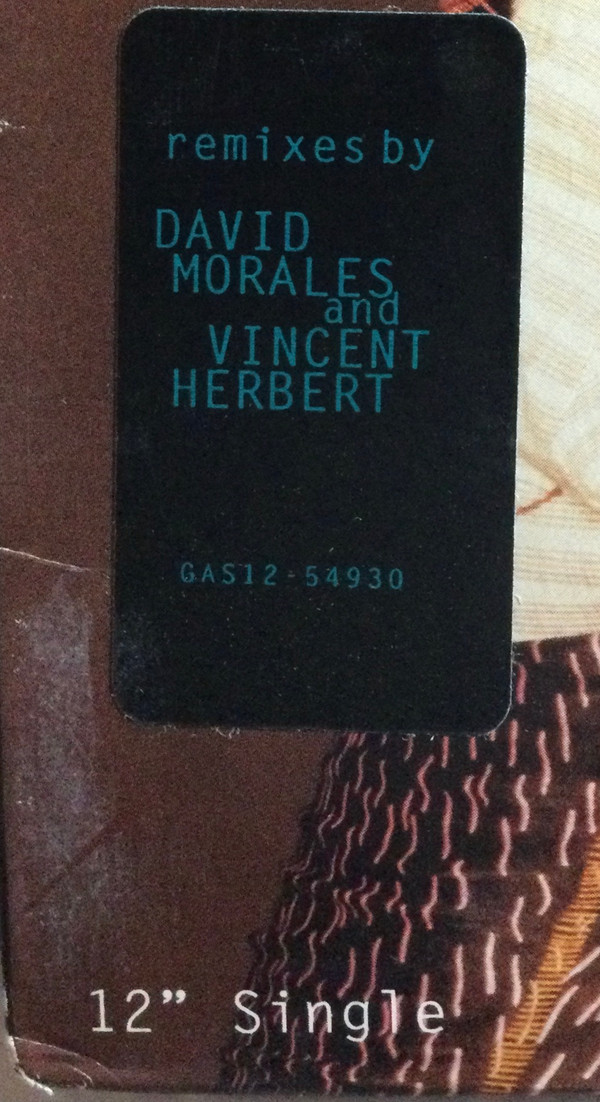 remixes by
DAVID
MORALES
and
VINCENT
HERBERT
GAS12-54930
12” Single